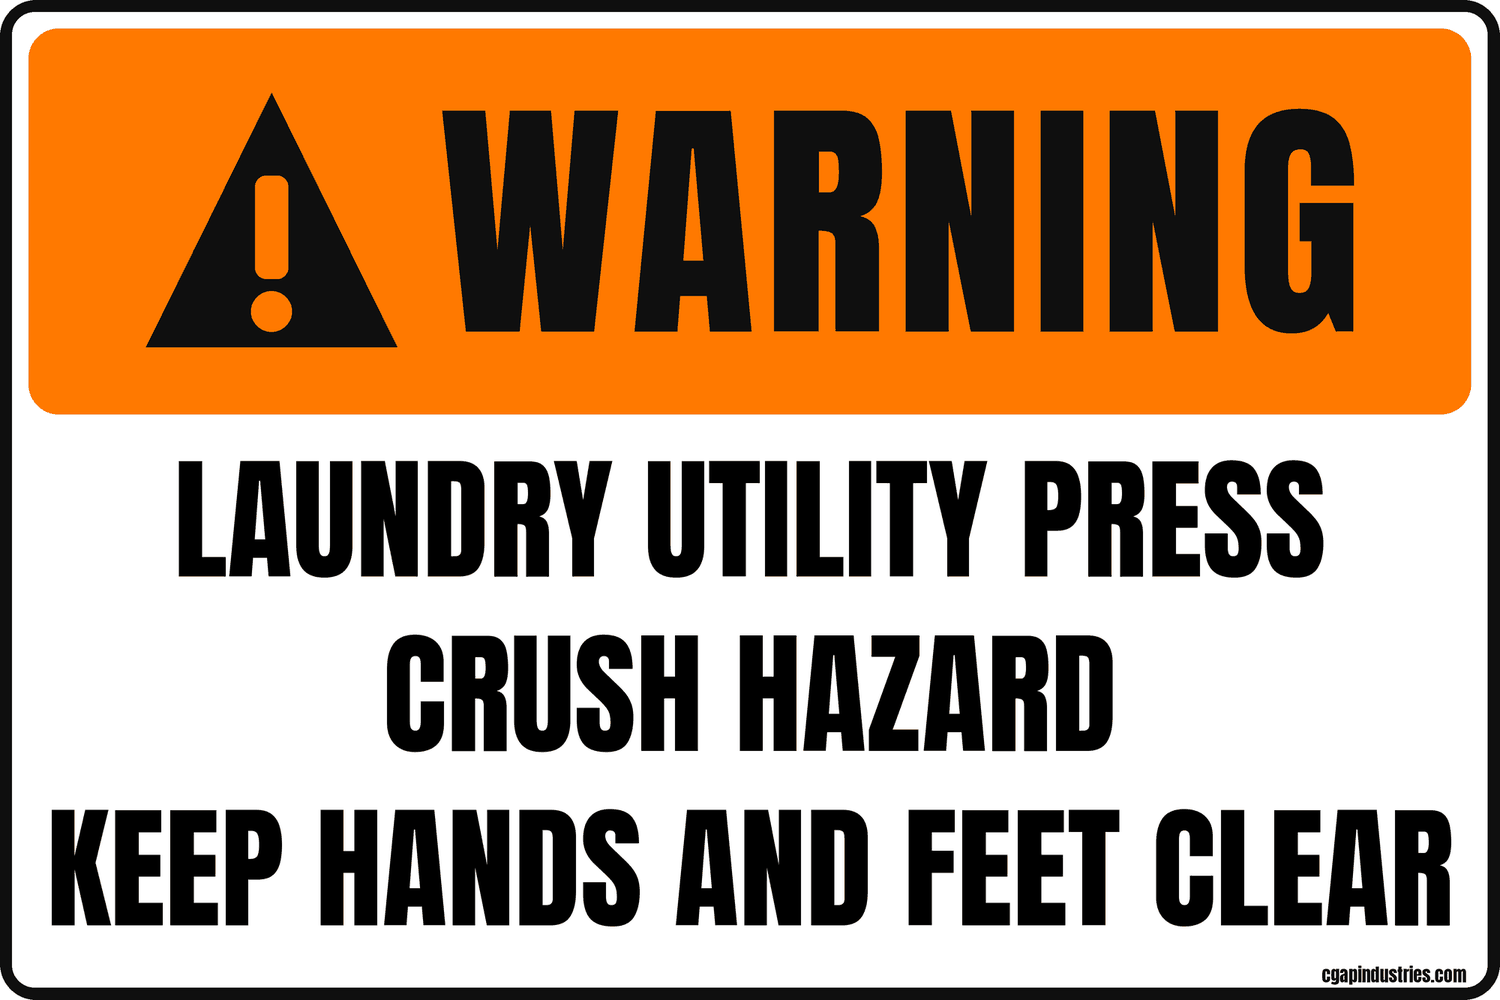 WARNING
LAUNDRY UTILITY PRESS
CRUSH HAZARD
KEEP HANDS AND FEET CLEAR
cgapindustries.com